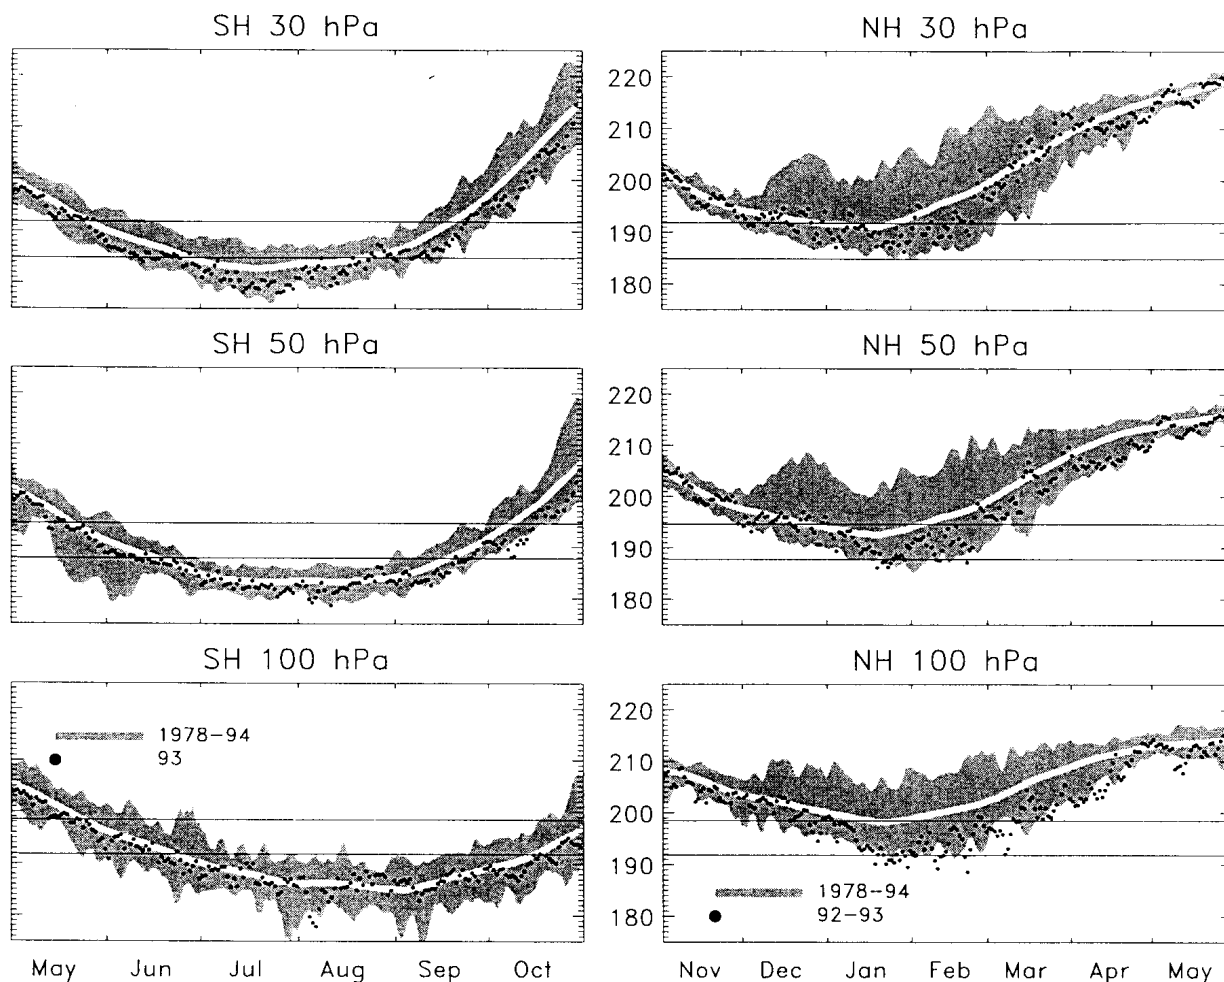 SH 30 hPa
NH 30 hPa
220
210
200
190
180
SH 50 hPa
NH 50 hPa
220
210
200
190
180
SH 100 hPa
NH 100 hPa
1978-94
93
220
210
200
190
180
1978-94
92-93
May Jun Jul Aug Sep Oct
Nov Dec Jan Feb Mar Apr May